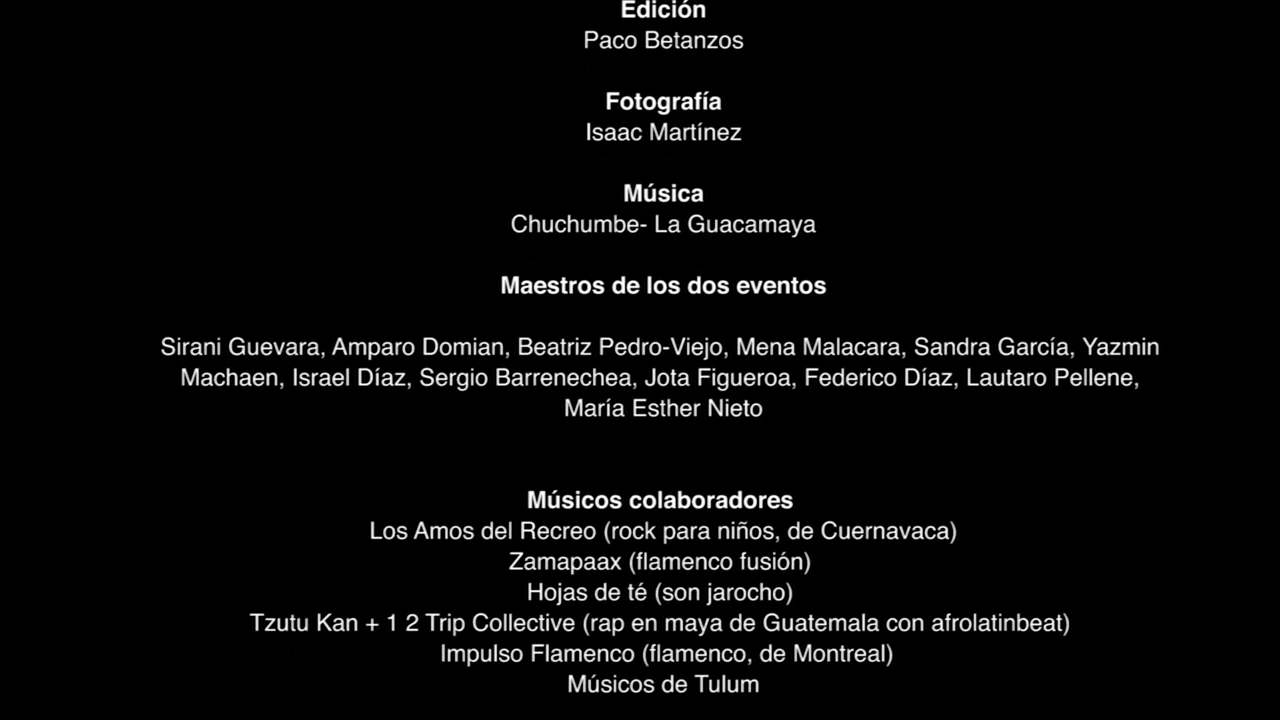 Edición
Paco Betanzos
Fotografía
Isaac Martínez
Música
Chuchumbe- La Guacamaya
Maestros de los dos eventos
Sirani Guevara, Amparo Domian, Beatriz Pedro-Viejo, Mena Malacara, Sandra García, Yazmin
Machaen, Israel Díaz, Sergio Barrenechea, Jota Figueroa, Federico Díaz, Lautaro Pellene,
María Esther Nieto
Músicos colaboradores
Los Amos del Recreo (rock para niños, de Cuernavaca)
Zamapaax (flamenco fusión)
Hojas de té (son jarocho)
Tzutu Kan + 1 2 Trip Collective (rap en maya de Guatemala con afrolatinbeat)
Impulso Flamenco (flamenco, de Montreal)
Músicos de Tulum